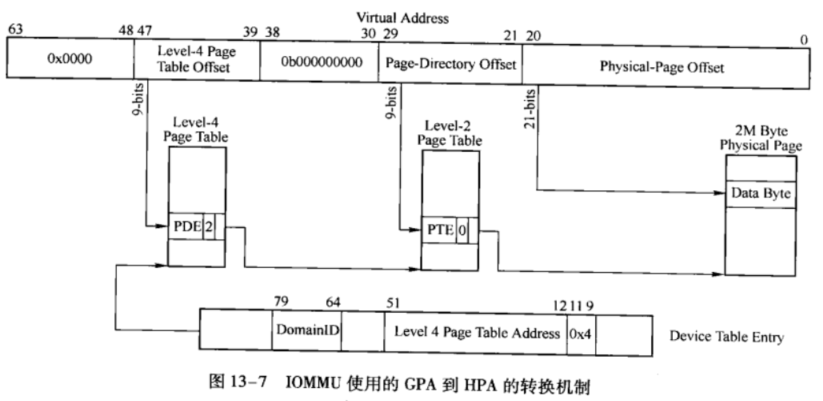 Virtual Address
63 48 47 39 38 30 29 21 20 0
0x0000
Level-4 Page
Table Offset
0b000000000
Page-Directory Offset
Physical-Page Offset
9-bits
9-bits
21-bits
Level-4
Page Table
Level-2
Page Table
2M Byte
Physical Page
Data Byte
PDE 2
PTE 0
79 64 51 12 11 9
DomainID
Level 4 Page Table Address
0x4
Device Table Entry
图 13-7 IOMMU 使用的 GPA 到 HPA 的转换机制